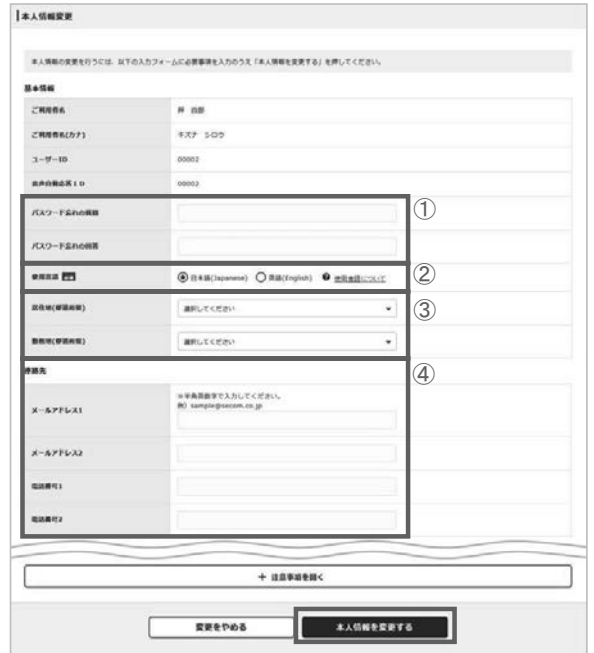 本人情報変更
本人情報の変更を行うには、以下の入力フォームに必要事項を入力のうえ「本人情報を変更する」を押してください。
基本情報
ご利用者名 絆 四郎
ご利用者名(カナ) キズナ シロウ
ユーザーID 00002
音声自動応答ID 00002
パスワード忘れの質問
①
パスワード忘れの回答
使用言語 必須 日本語(Japanese) 英語(English) 使用言語について
②
居住地(都道府県) 選択してください
③
勤務地(都道府県) 選択してください
連絡先
④
※半角英数字で入力してください。
例) sample@secom.co.jp
メールアドレス1
メールアドレス2
電話番号1
電話番号2
+ 注意事項を開く
変更をやめる 本人情報を変更する